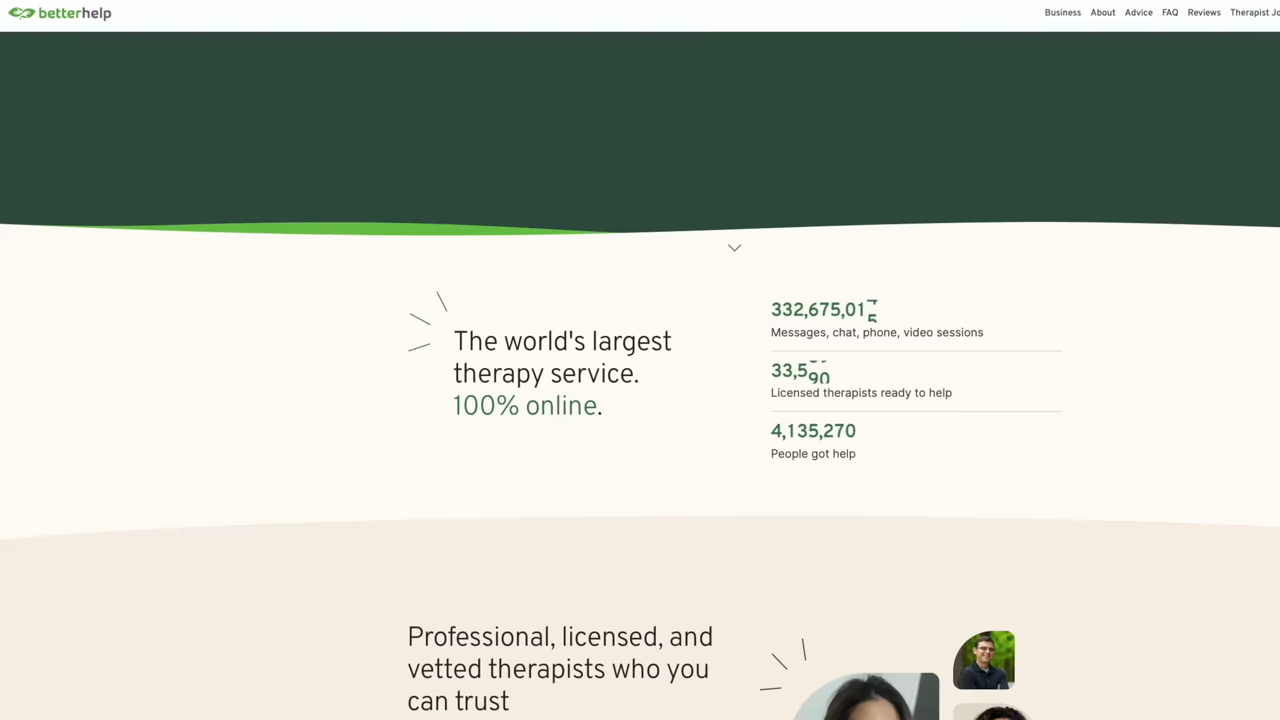 betterhelp
Business About Advice FAQ Reviews Therapist
The world's largest
therapy service.
100% online.
Messages, chat, phone, video sessions
Licensed therapists ready to help
4,135,270
People got help
Professional, licensed, and
vetted therapists who you
can trust